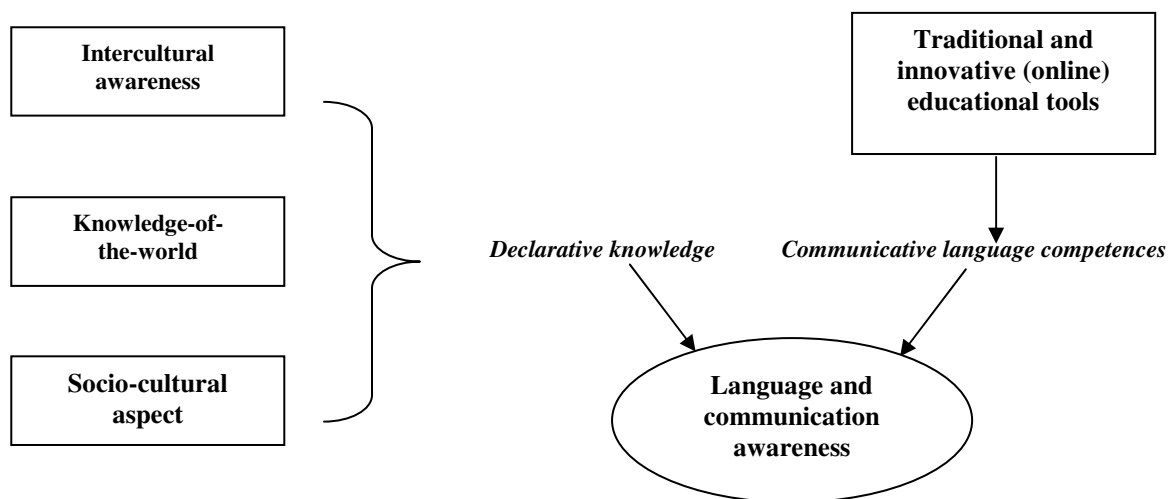 Intercultural
awareness
Knowledge-of-
the-world
Socio-cultural
aspect
Declarative knowledge
Traditional and
innovative (online)
educational tools
Communicative language competences
Language and
communication
awareness